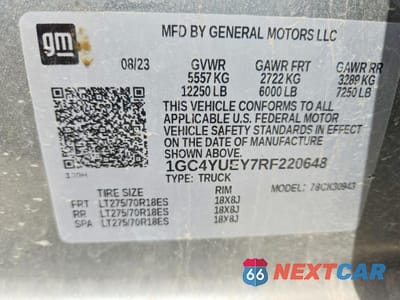 gm
MFD BY GENERAL MOTORS LLC
08/23 GVWR GAWR FRT GAWR RR
5557 KG 2722 KG 3289 KG
12250 LB 6000 LB 7250 LB
THIS VEHICLE CONFORMS TO ALL
APPLICABLE U.S. FEDERAL MOTOR
VEHICLE SAFETY STANDARDS IN EFFECT
ON THE DATE OF MANUFACTURE
SHOWN ABOVE.
1GC4YUEY7RF220648
TYPE: TRUCK MODEL: 78CK30943
TIRE SIZE RIM
FRT LT275/70R18ES 18X8J
RR LT275/70R18ES 18X8J
SPA LT275/70R18ES 18X8J
66 NEXTCAR